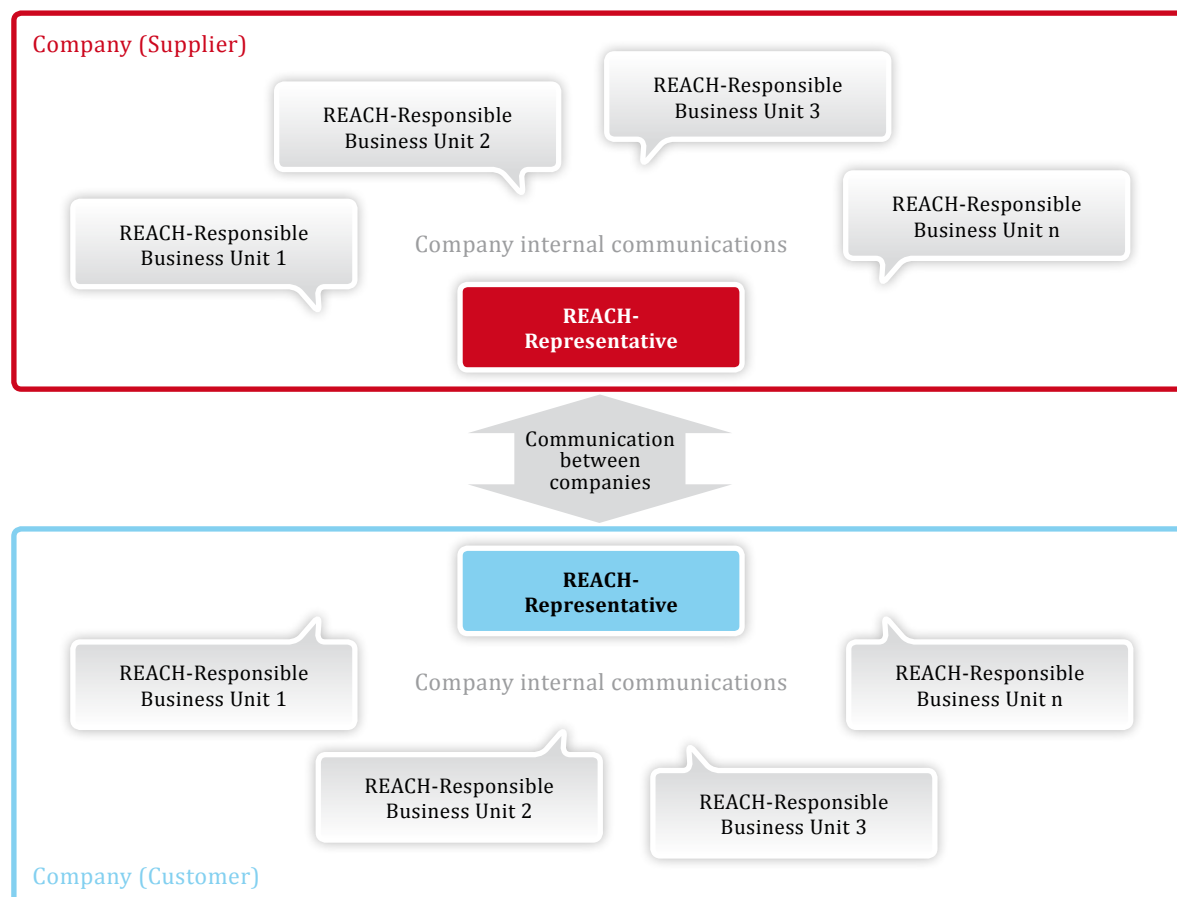 Company (Supplier)
REACH-Responsible
Business Unit 3
REACH-Responsible
Business Unit 2
REACH-Responsible
Business Unit n
REACH-Responsible
Business Unit 1
Company internal communications
REACH-
Representative
Communication
between
companies
REACH-
Representative
REACH-Responsible
Business Unit 1
Company internal communications
REACH-Responsible
Business Unit n
REACH-Responsible
Business Unit 2
REACH-Responsible
Business Unit 3
Company (Customer)